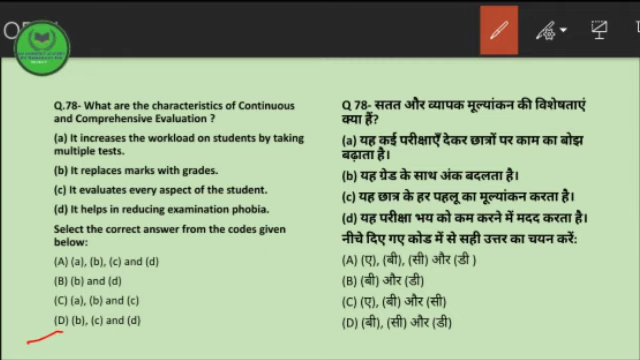 Q.78- What are the characteristics of Continuous
and Comprehensive Evaluation ?
(a) It increases the workload on students by taking
multiple tests.
(b) It replaces marks with grades.
(c) It evaluates every aspect of the student.
(d) It helps in reducing examination phobia.
Select the correct answer from the codes given
below:
(A) (a), (b), (c) and (d)
(B) (b) and (d)
(C) (a), (b) and (c)
(D) (b), (c) and (d)
Q 78- सतत और व्यापक मूल्यांकन की विशेषताएं
क्या हैं?
(a) यह कई परीक्षाएँ देकर छात्रों पर काम का बोझ
बढ़ाता है।
(b) यह ग्रेड के साथ अंक बदलता है।
(c) यह छात्र के हर पहलू का मूल्यांकन करता है।
(d) यह परीक्षा भय को कम करने में मदद करता है।
नीचे दिए गए कोड में से सही उत्तर का चयन करें:
(A) (ए), (बी), (सी) और (डी )
(B) (बी) और (डी)
(C) (ए), (बी) और (सी)
(D) (बी), (सी) और (डी)